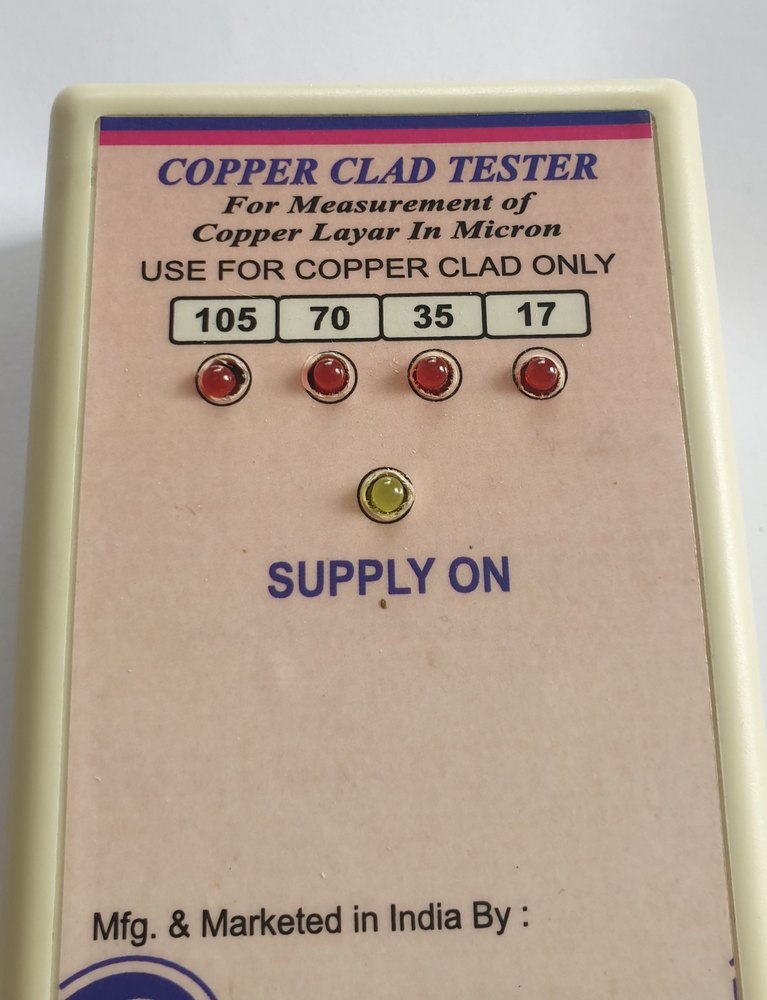 COPPER CLAD TESTER
For Measurement of
Copper Layar In Micron
USE FOR COPPER CLAD ONLY
105 70 35 17
SUPPLY ON
Mfg. & Marketed in India By :